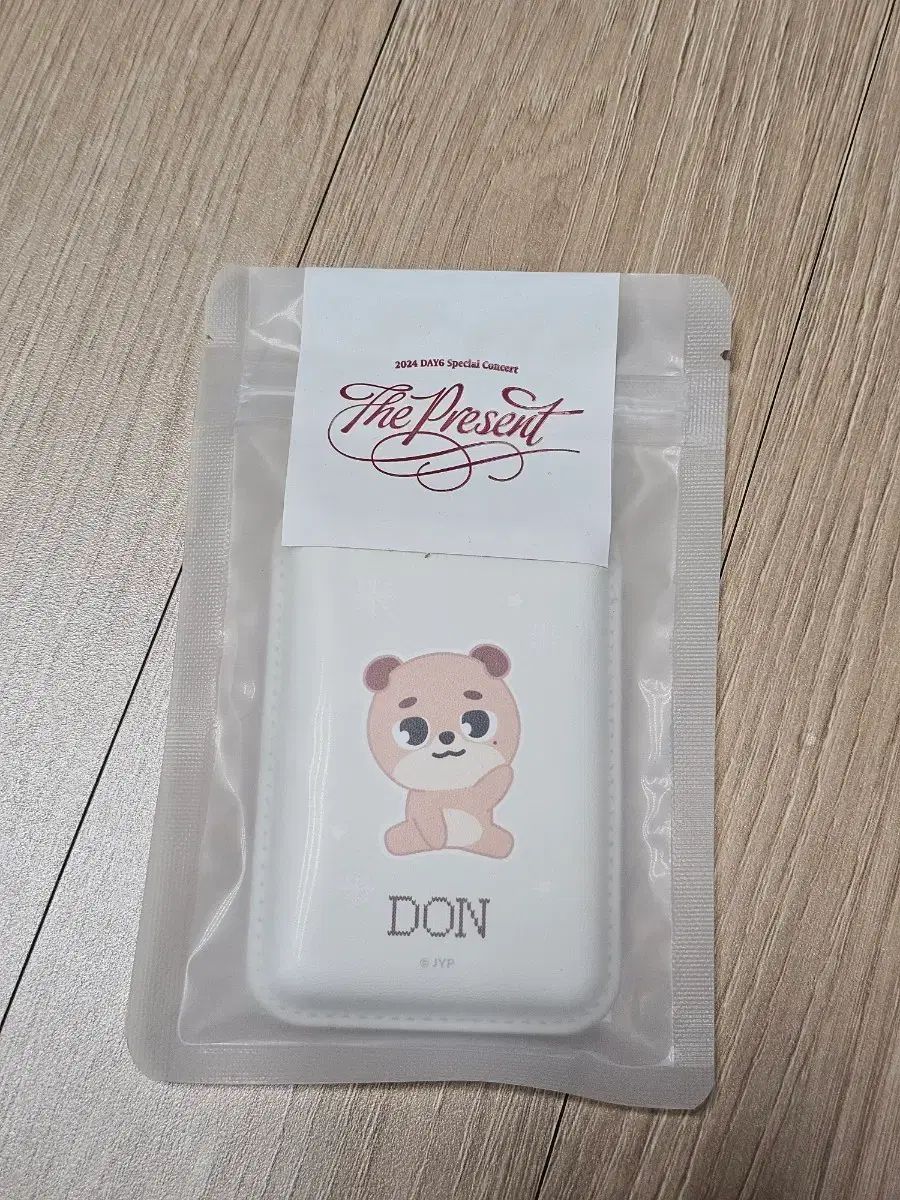 2024 DAY6 Special Concert
The Present
DON
© JYP